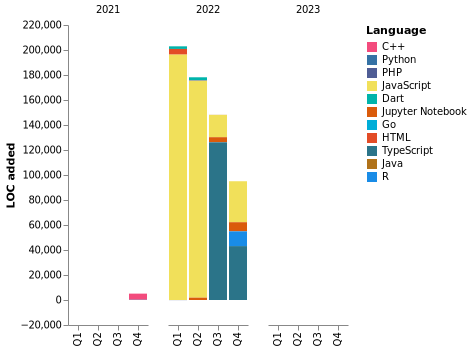 2021 2022 2023
220,000
200,000
180,000
160,000
140,000
120,000
100,000
80,000
60,000
40,000
20,000
0
−20,000
LOC added
Q1 Q2 Q3 Q4 Q1 Q2 Q3 Q4 Q1 Q2 Q3 Q4
Language
C++
Python
PHP
JavaScript
Dart
Jupyter Notebook
Go
HTML
TypeScript
Java
R